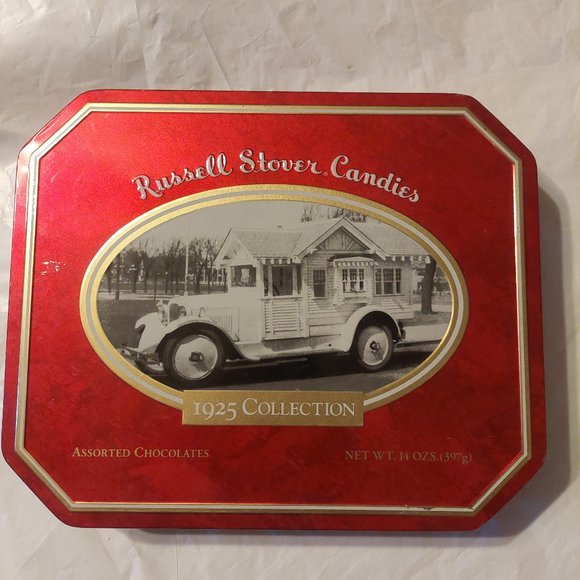 Russell Stover Candies
1925 COLLECTION
ASSORTED CHOCOLATES
NET WT. 14 OZS.(397g)